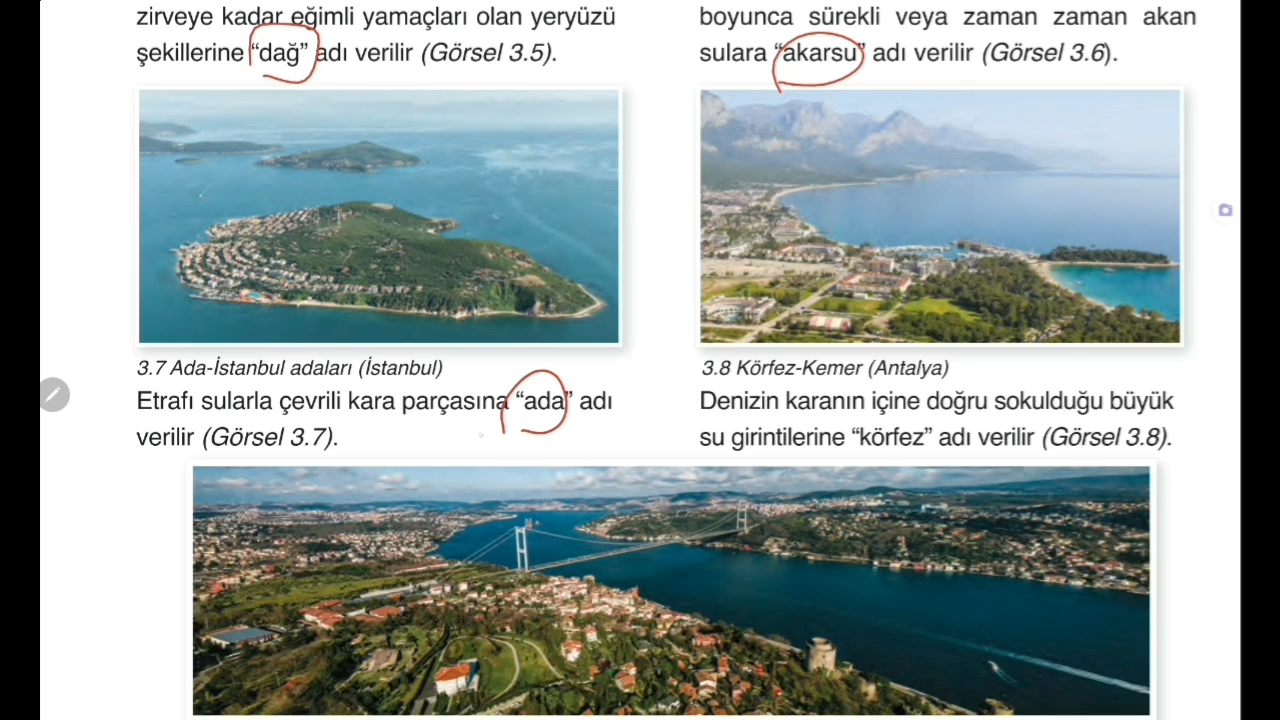 zirveye kadar eğimli yamaçları olan yeryüzü
şekillerine “dağ” adı verilir (Görsel 3.5).
boyunca sürekli veya zaman zaman akan
sulara “akarsu” adı verilir (Görsel 3.6).
3.7 Ada-İstanbul adaları (İstanbul)
Etrafı sularla çevrili kara parçasına “ada” adı
verilir (Görsel 3.7).
3.8 Körfez-Kemer (Antalya)
Denizin karanın içine doğru sokulduğu büyük
su girintilerine “körfez” adı verilir (Görsel 3.8).